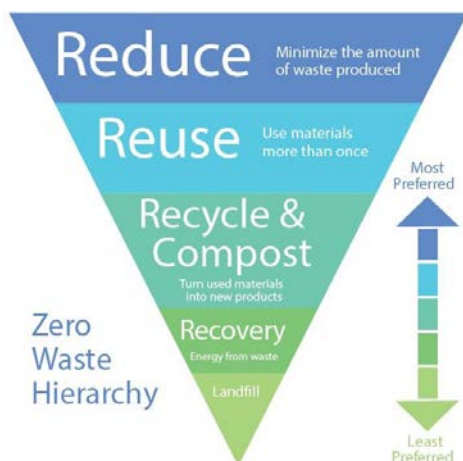 Reduce
Minimize the amount
of waste produced
Reuse
Use materials
more than once
Most
Preferred
Recycle &
Compost
Turn used materials
into new products
Recovery
Energy from waste
Zero
Waste
Hierarchy
Landfill
Least
Preferred